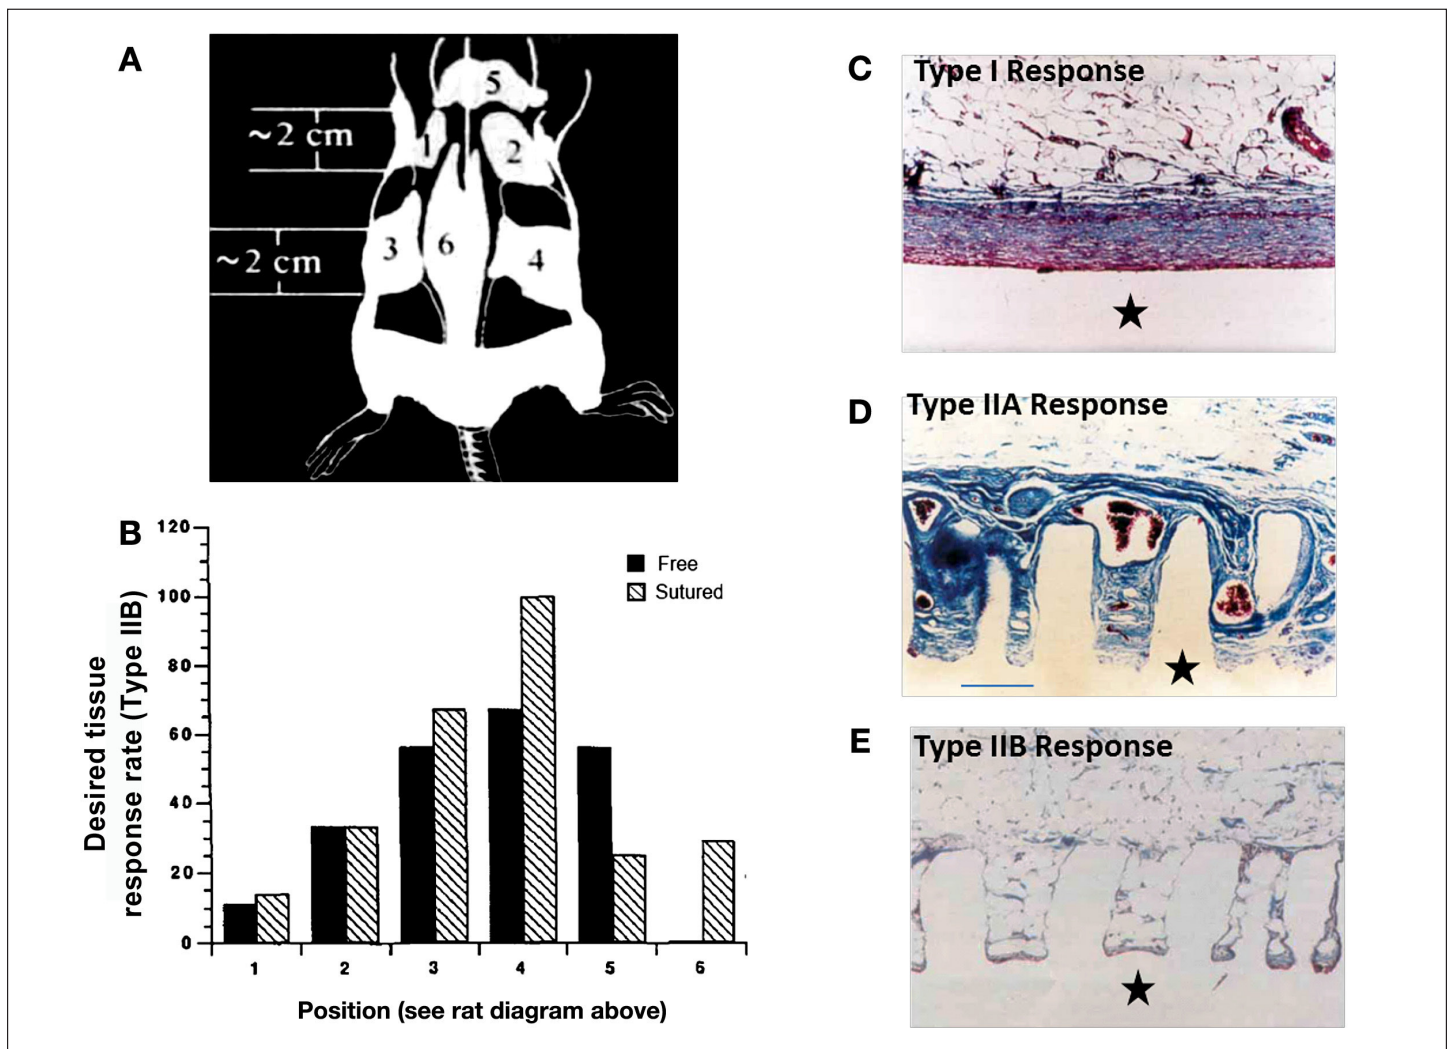 A
5
~2 cm
1
2
3
6
4
~2 cm
B
120
100
80
60
40
20
0
Desired tissue
response rate (Type IIB)
Free
Sutured
1 2 3 4 5 6
Position (see rat diagram above)
C
Type I Response
D
Type IIA Response
E
Type IIB Response